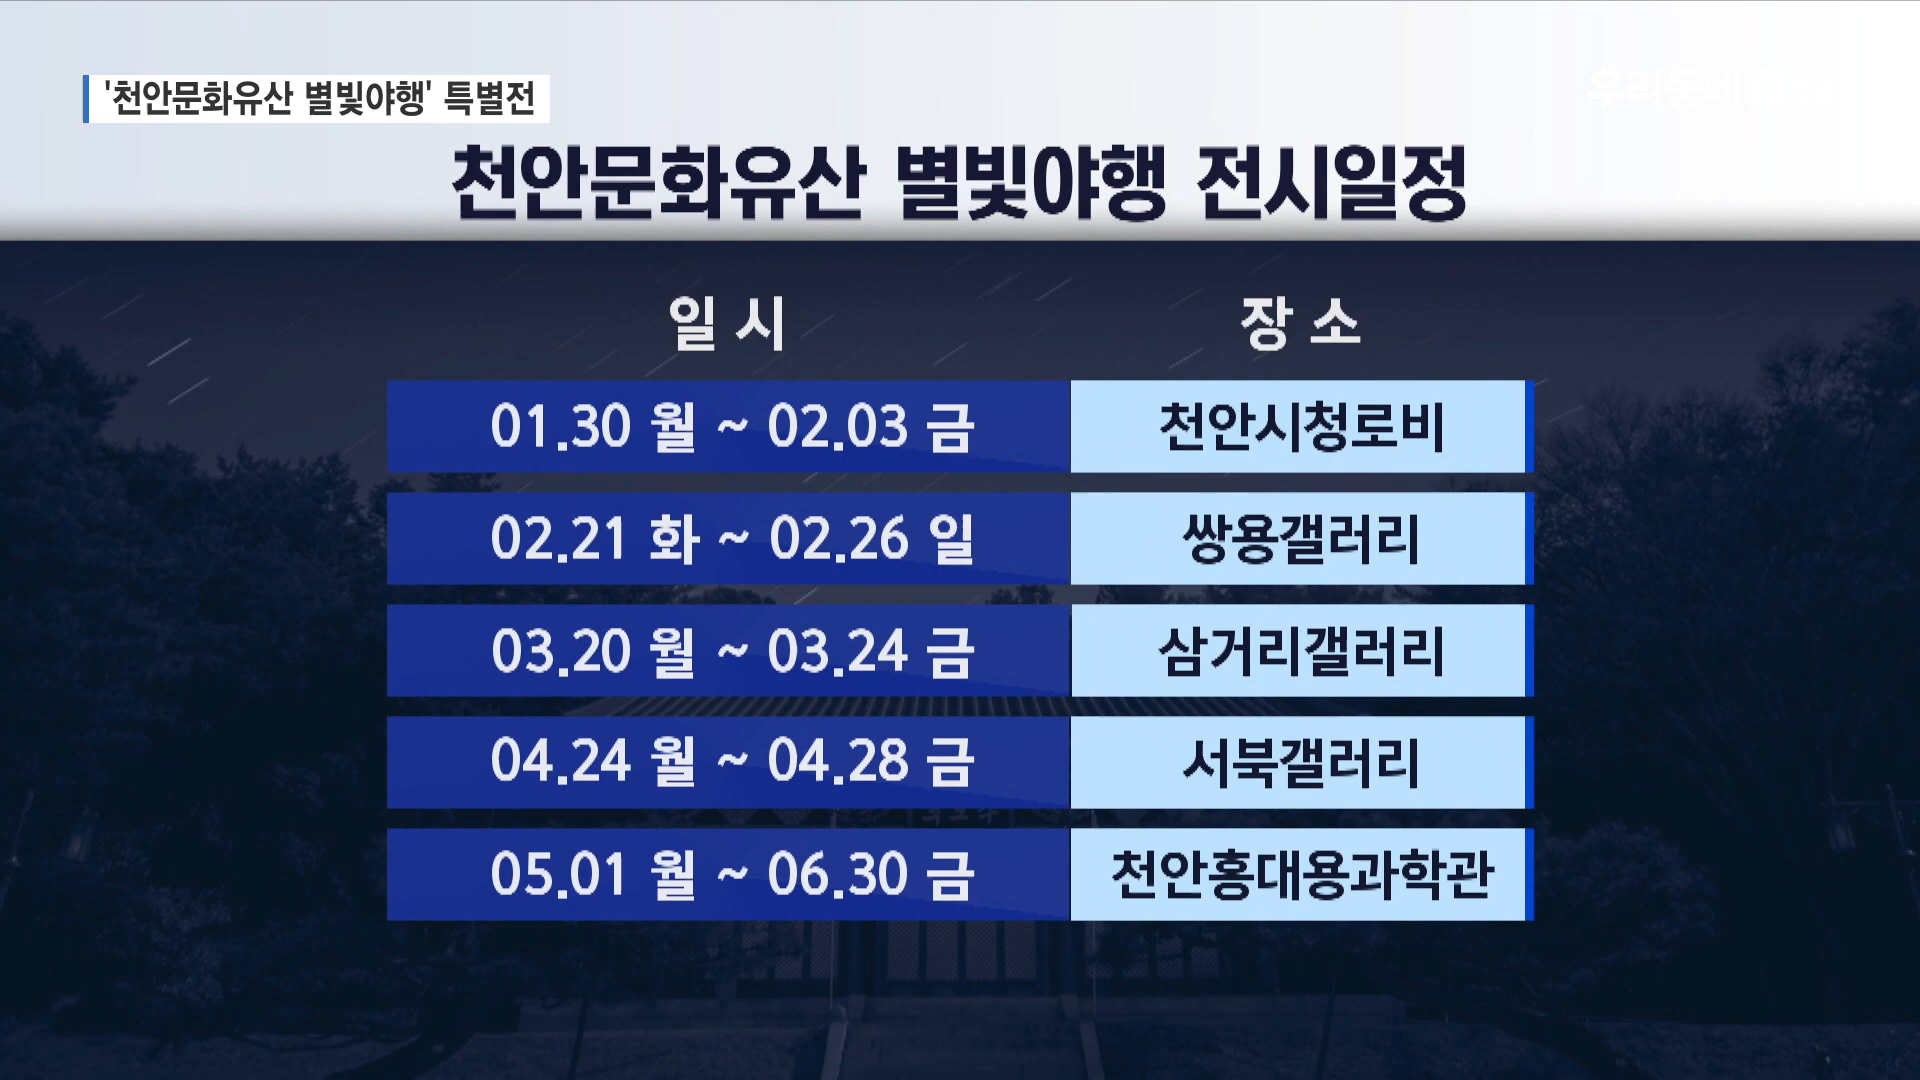 '천안문화유산 별빛야행' 특별전
우리동네
천안문화유산 별빛야행 전시일정
일 시 장 소
01.30 월 ~ 02.03 금 천안시청로비
02.21 화 ~ 02.26 일 쌍용갤러리
03.20 월 ~ 03.24 금 삼거리갤러리
04.24 월 ~ 04.28 금 서북갤러리
05.01 월 ~ 06.30 금 천안홍대용과학관